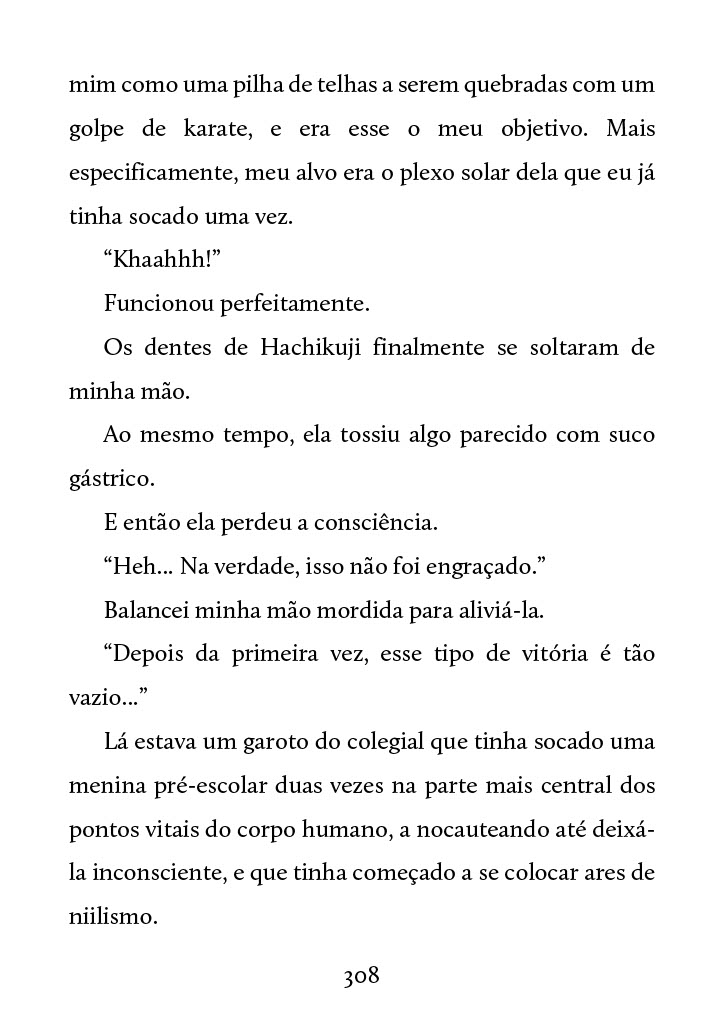 mim como uma pilha de telhas a serem quebradas com um
golpe de karate, e era esse o meu objetivo. Mais
especificamente, meu alvo era o plexo solar dela que eu já
tinha socado uma vez.
“Khaahhh!”
Funcionou perfeitamente.
Os dentes de Hachikuji finalmente se soltaram de
minha mão.
Ao mesmo tempo, ela tossiu algo parecido com suco
gástrico.
E então ela perdeu a consciência.
“Heh... Na verdade, isso não foi engraçado.”
Balancei minha mão mordida para aliviá-la.
“Depois da primeira vez, esse tipo de vitória é tão
vazio...”
Lá estava um garoto do colegial que tinha socado uma
menina pré-escolar duas vezes na parte mais central dos
pontos vitais do corpo humano, a nocauteando até deixá-
la inconsciente, e que tinha começado a se colocar ares de
niilismo.
308